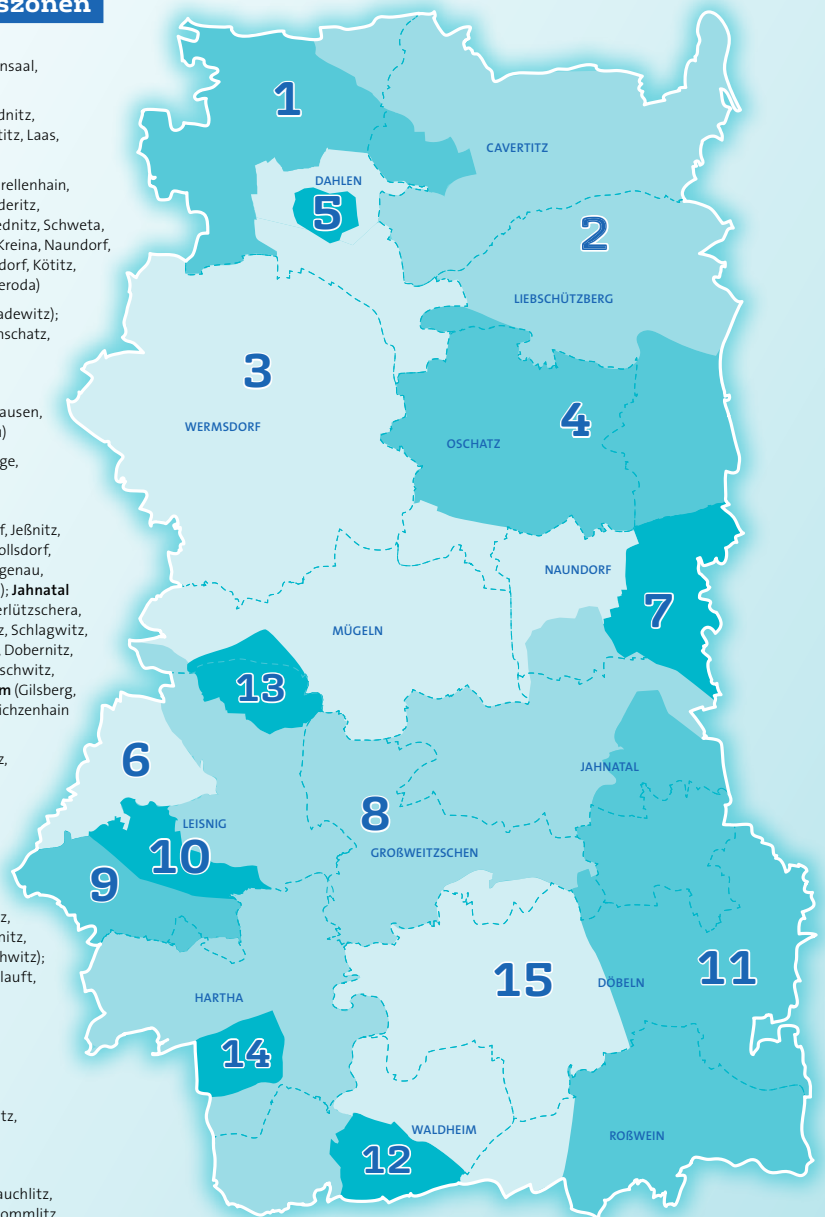 szonen
nsaal,
dnitz,
titz, Laas,
rellenhain,
deritz,
ednitz, Schweta,
Kreina, Naundorf,
dorf, Kötitz,
eroda)
adewitz);
nschatz,
ausen,
)
ge,
f, Jeßnitz,
ollsdorf,
genau,
); Jahnatal
erlützschera,
z, Schlagwitz,
, Dobernitz,
schwitz,
m (Gilsberg,
ichzenhain
z,
z,
nitz,
hwitz);
lauft,
tz,
auchlitz,
ommlitz
1
CAVERTITZ
DAHLEN
5
2
LIEBSCHÜTZBERG
3
WERMSDORF
4
OSCHATZ
NAUNDORF
7
MÜGELN
13
6
JAHNATAL
8
LEISNIG
10
GROßWEITZSCHEN
9
15
11
DÖBELN
HARTHA
14
WALDHEIM
ROßWEIN
12